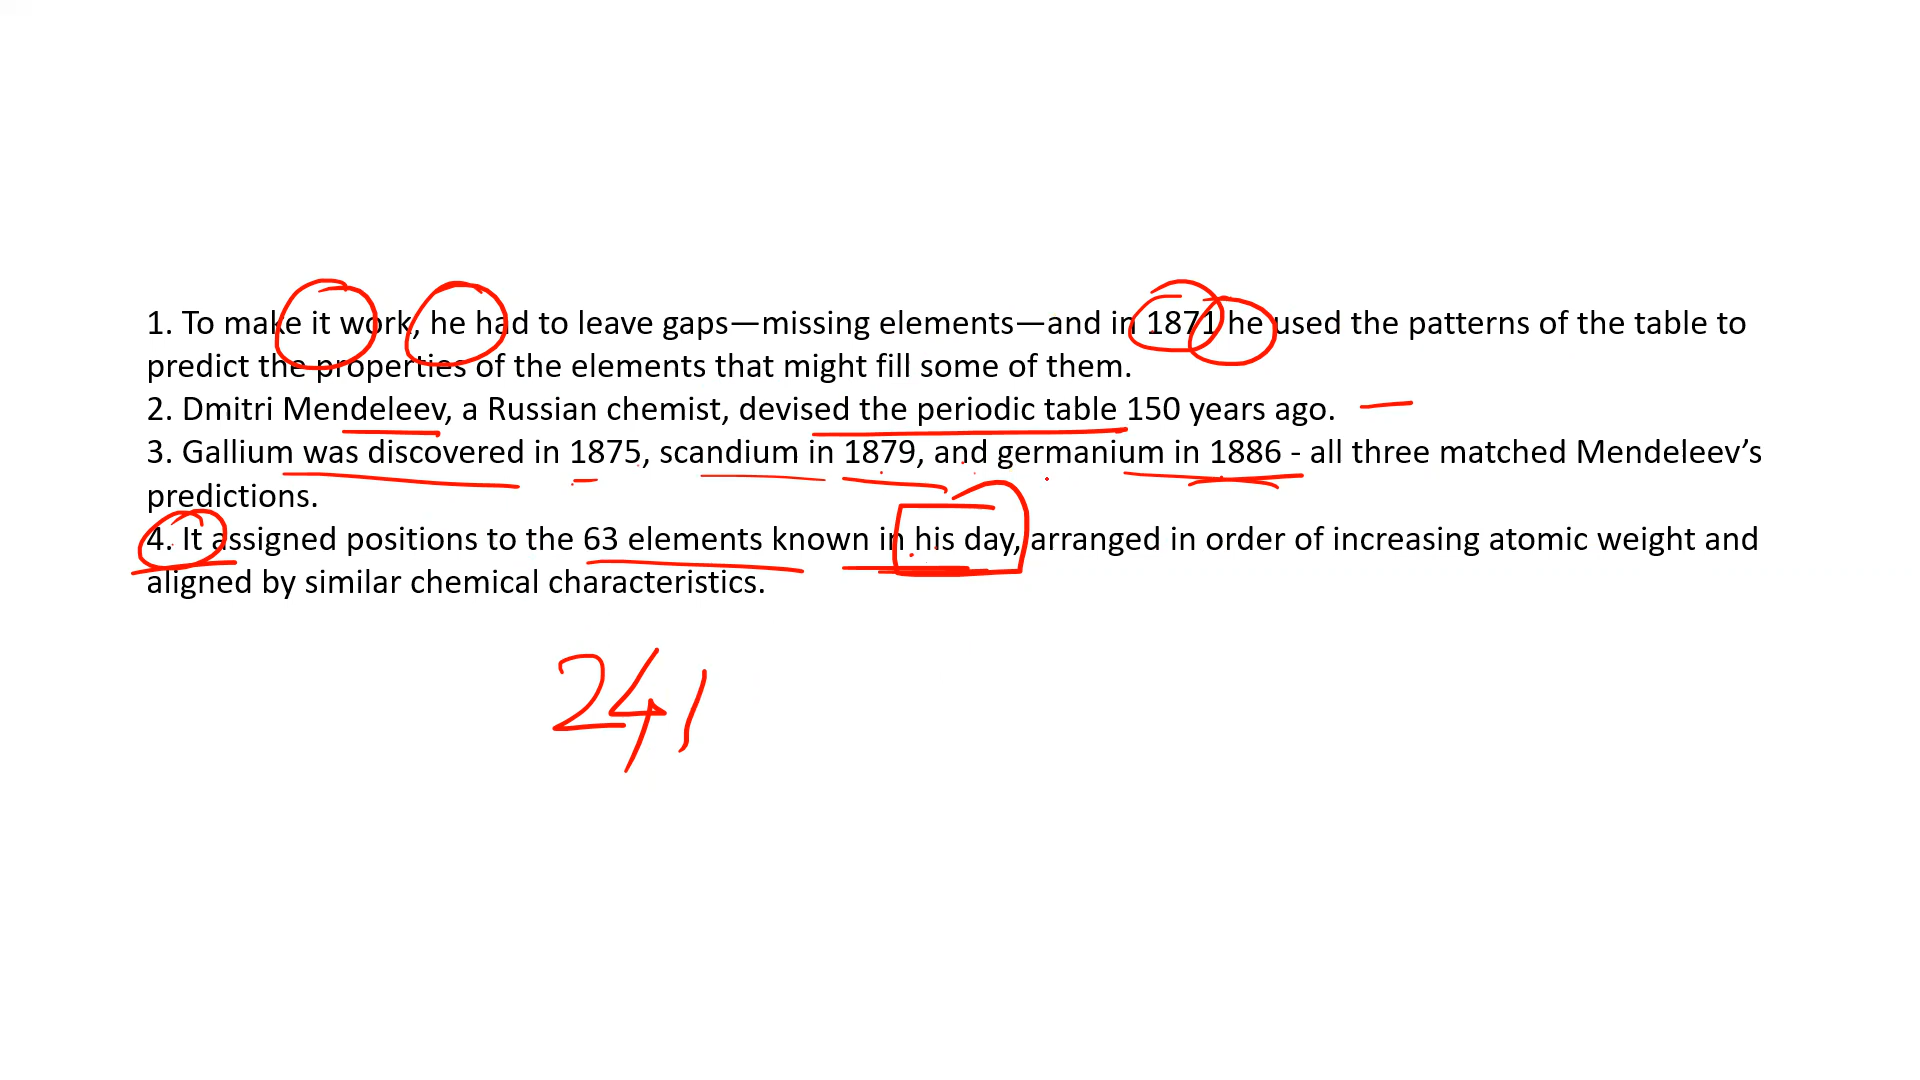 1. To make it work, he had to leave gaps—missing elements—and in 1871 he used the patterns of the table to
predict the properties of the elements that might fill some of them.
2. Dmitri Mendeleev, a Russian chemist, devised the periodic table 150 years ago.
3. Gallium was discovered in 1875, scandium in 1879, and germanium in 1886 - all three matched Mendeleev’s
predictions.
4. It assigned positions to the 63 elements known in his day, arranged in order of increasing atomic weight and
aligned by similar chemical characteristics.
241